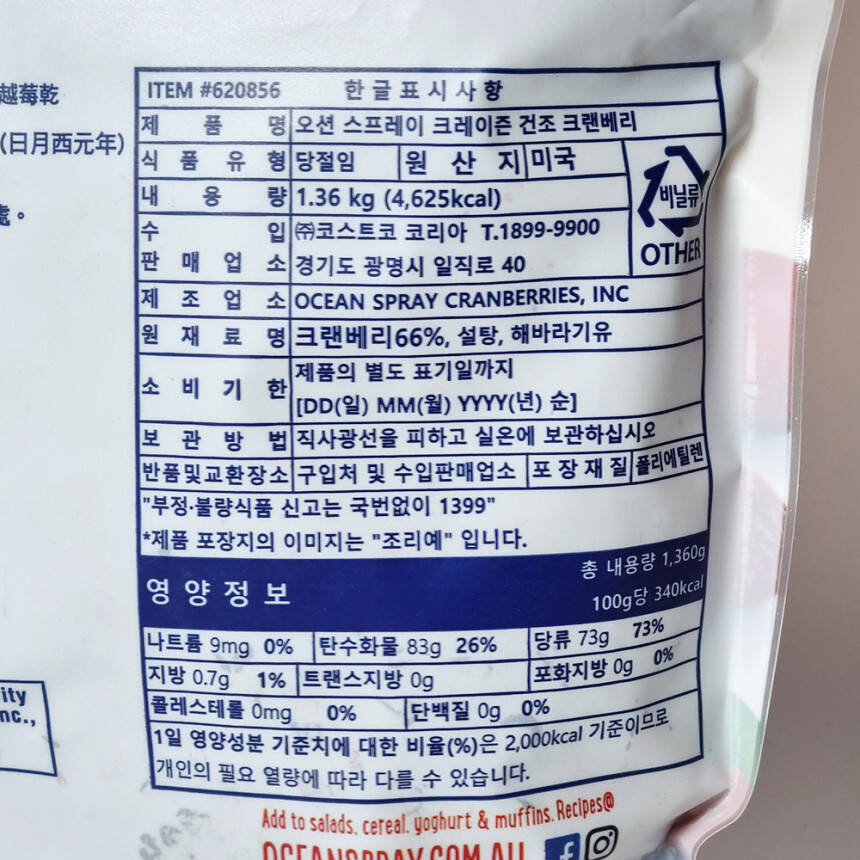 越莓乾
(日月西元年)
處。
ITEM #620856 한글표시사항
제 품 명 오션 스프레이 크레이즌 건조 크랜베리
식 품 유 형 당절임 원 산 지 미국
내 용 량 1.36 kg (4,625kcal)
수 입 ㈜코스트코 코리아 T.1899-9900
판 매 업 소 경기도 광명시 일직로 40
비닐류
OTHER
제 조 업 소 OCEAN SPRAY CRANBERRIES, INC
원 재 료 명 크랜베리66%, 설탕, 해바라기유
소 비 기 한 제품의 별도 표기일까지
[DD(일) MM(월) YYYY(년) 순]
보 관 방 법 직사광선을 피하고 실온에 보관하십시오
반품및교환장소 구입처 및 수입판매업소 포 장 재 질 폴리에틸렌
"부정·불량식품 신고는 국번없이 1399"
*제품 포장지의 이미지는 "조리예" 입니다.
영양정보 총 내용량 1,360g
100g당 340kcal
나트륨 9mg 0% 탄수화물 83g 26% 당류 73g 73%
지방 0.7g 1% 트랜스지방 0g 포화지방 0g 0%
콜레스테롤 0mg 0% 단백질 0g 0%
1일 영양성분 기준치에 대한 비율(%)은 2,000kcal 기준이므로
개인의 필요 열량에 따라 다를 수 있습니다.
ity
nc.,
Add to salads, cereal, yoghurt & muffins. Recipes@
OCEANSPRAY.COM.AU